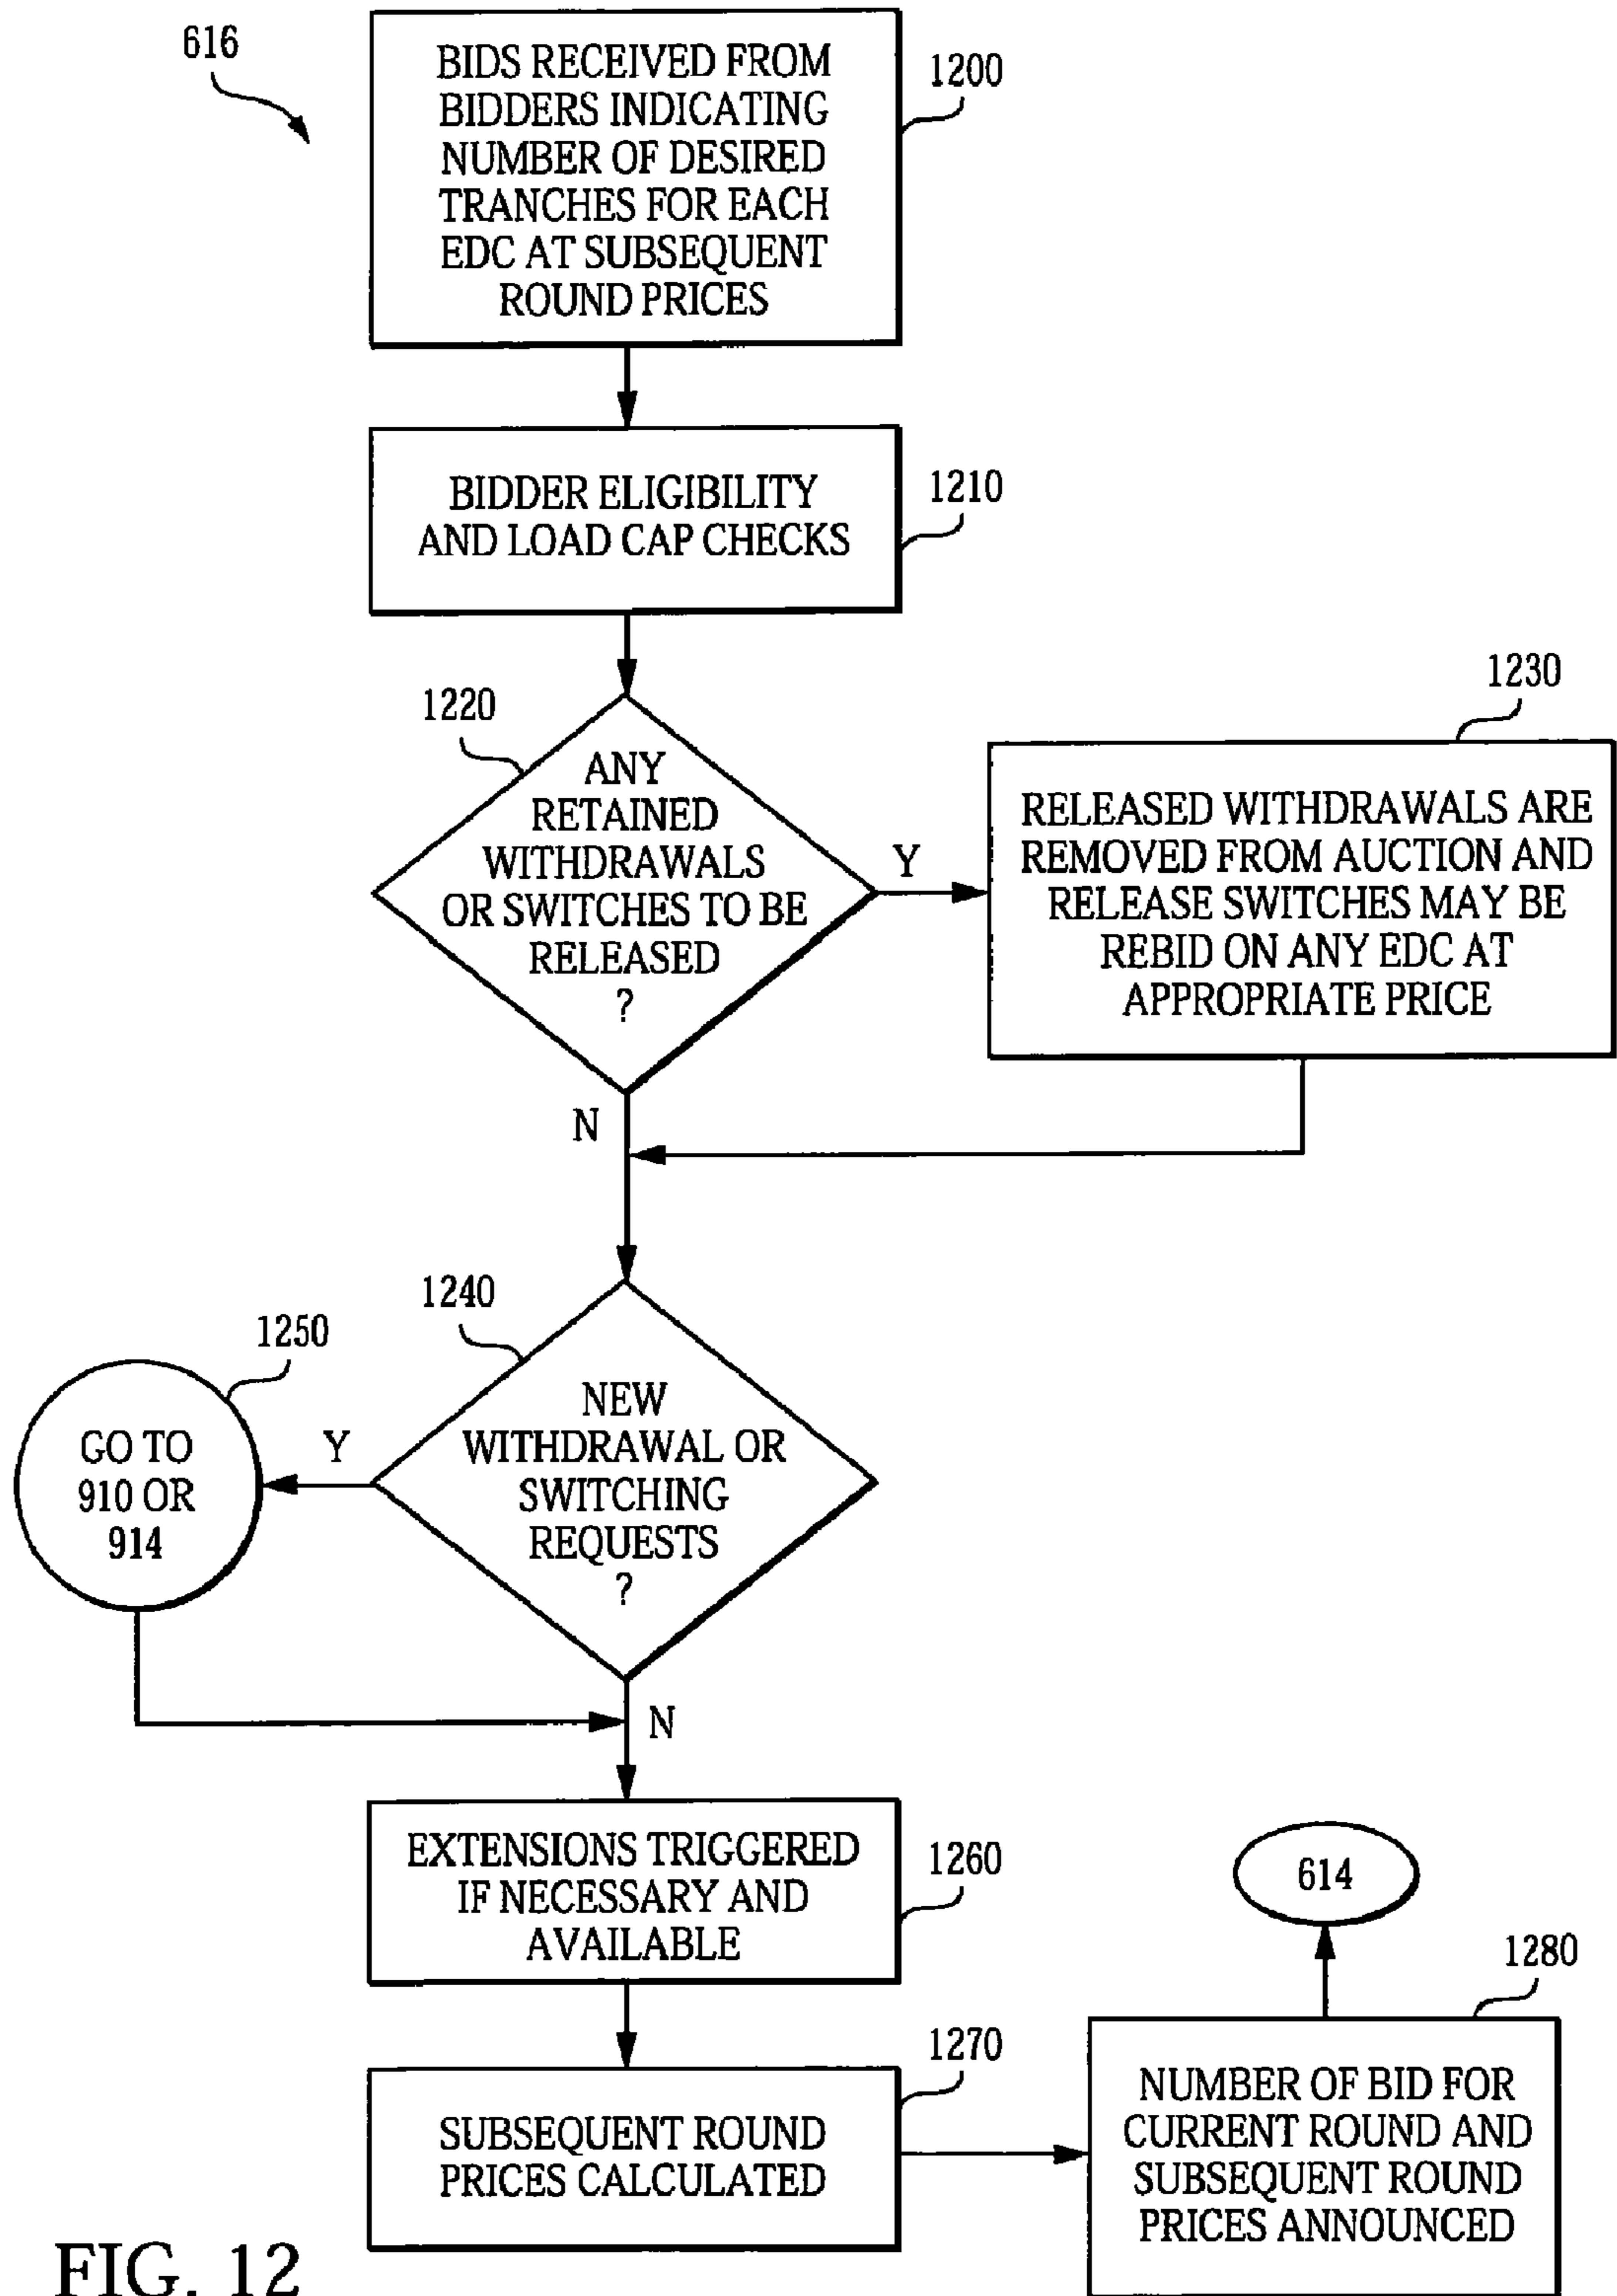 616
BIDS RECEIVED FROM
BIDDERS INDICATING
NUMBER OF DESIRED
TRANCHES FOR EACH
EDC AT SUBSEQUENT
ROUND PRICES
1200
BIDDER ELIGIBILITY
AND LOAD CAP CHECKS
1210
1220
ANY
RETAINED
WITHDRAWALS
OR SWITCHES TO BE
RELEASED
?
Y
1230
RELEASED WITHDRAWALS ARE
REMOVED FROM AUCTION AND
RELEASE SWITCHES MAY BE
REBID ON ANY EDC AT
APPROPRIATE PRICE
N
1240
NEW
WITHDRAWAL OR
SWITCHING
REQUESTS
?
Y
1250
GO TO
910 OR
914
N
EXTENSIONS TRIGGERED
IF NECESSARY AND
AVAILABLE
1260
SUBSEQUENT ROUND
PRICES CALCULATED
1270
614
1280
NUMBER OF BID FOR
CURRENT ROUND AND
SUBSEQUENT ROUND
PRICES ANNOUNCED
FIG. 12